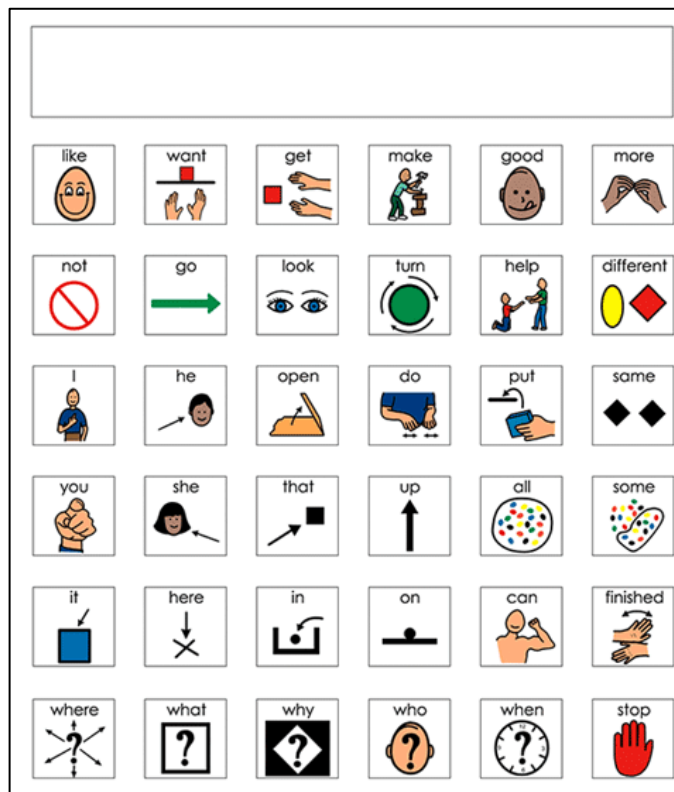 like want get make good more
not go look turn help different
I he open do put same
you she that up all some
it here in on can finished
where what why who when stop
? ? ? ? ?